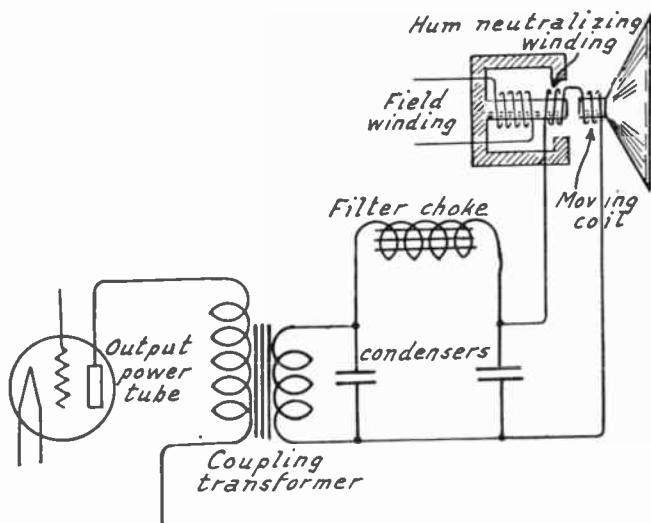 Hum neutralizing
winding
Field
winding
Moving
coil
Filter choke
Output
power
tube
condensers
Coupling
transformer